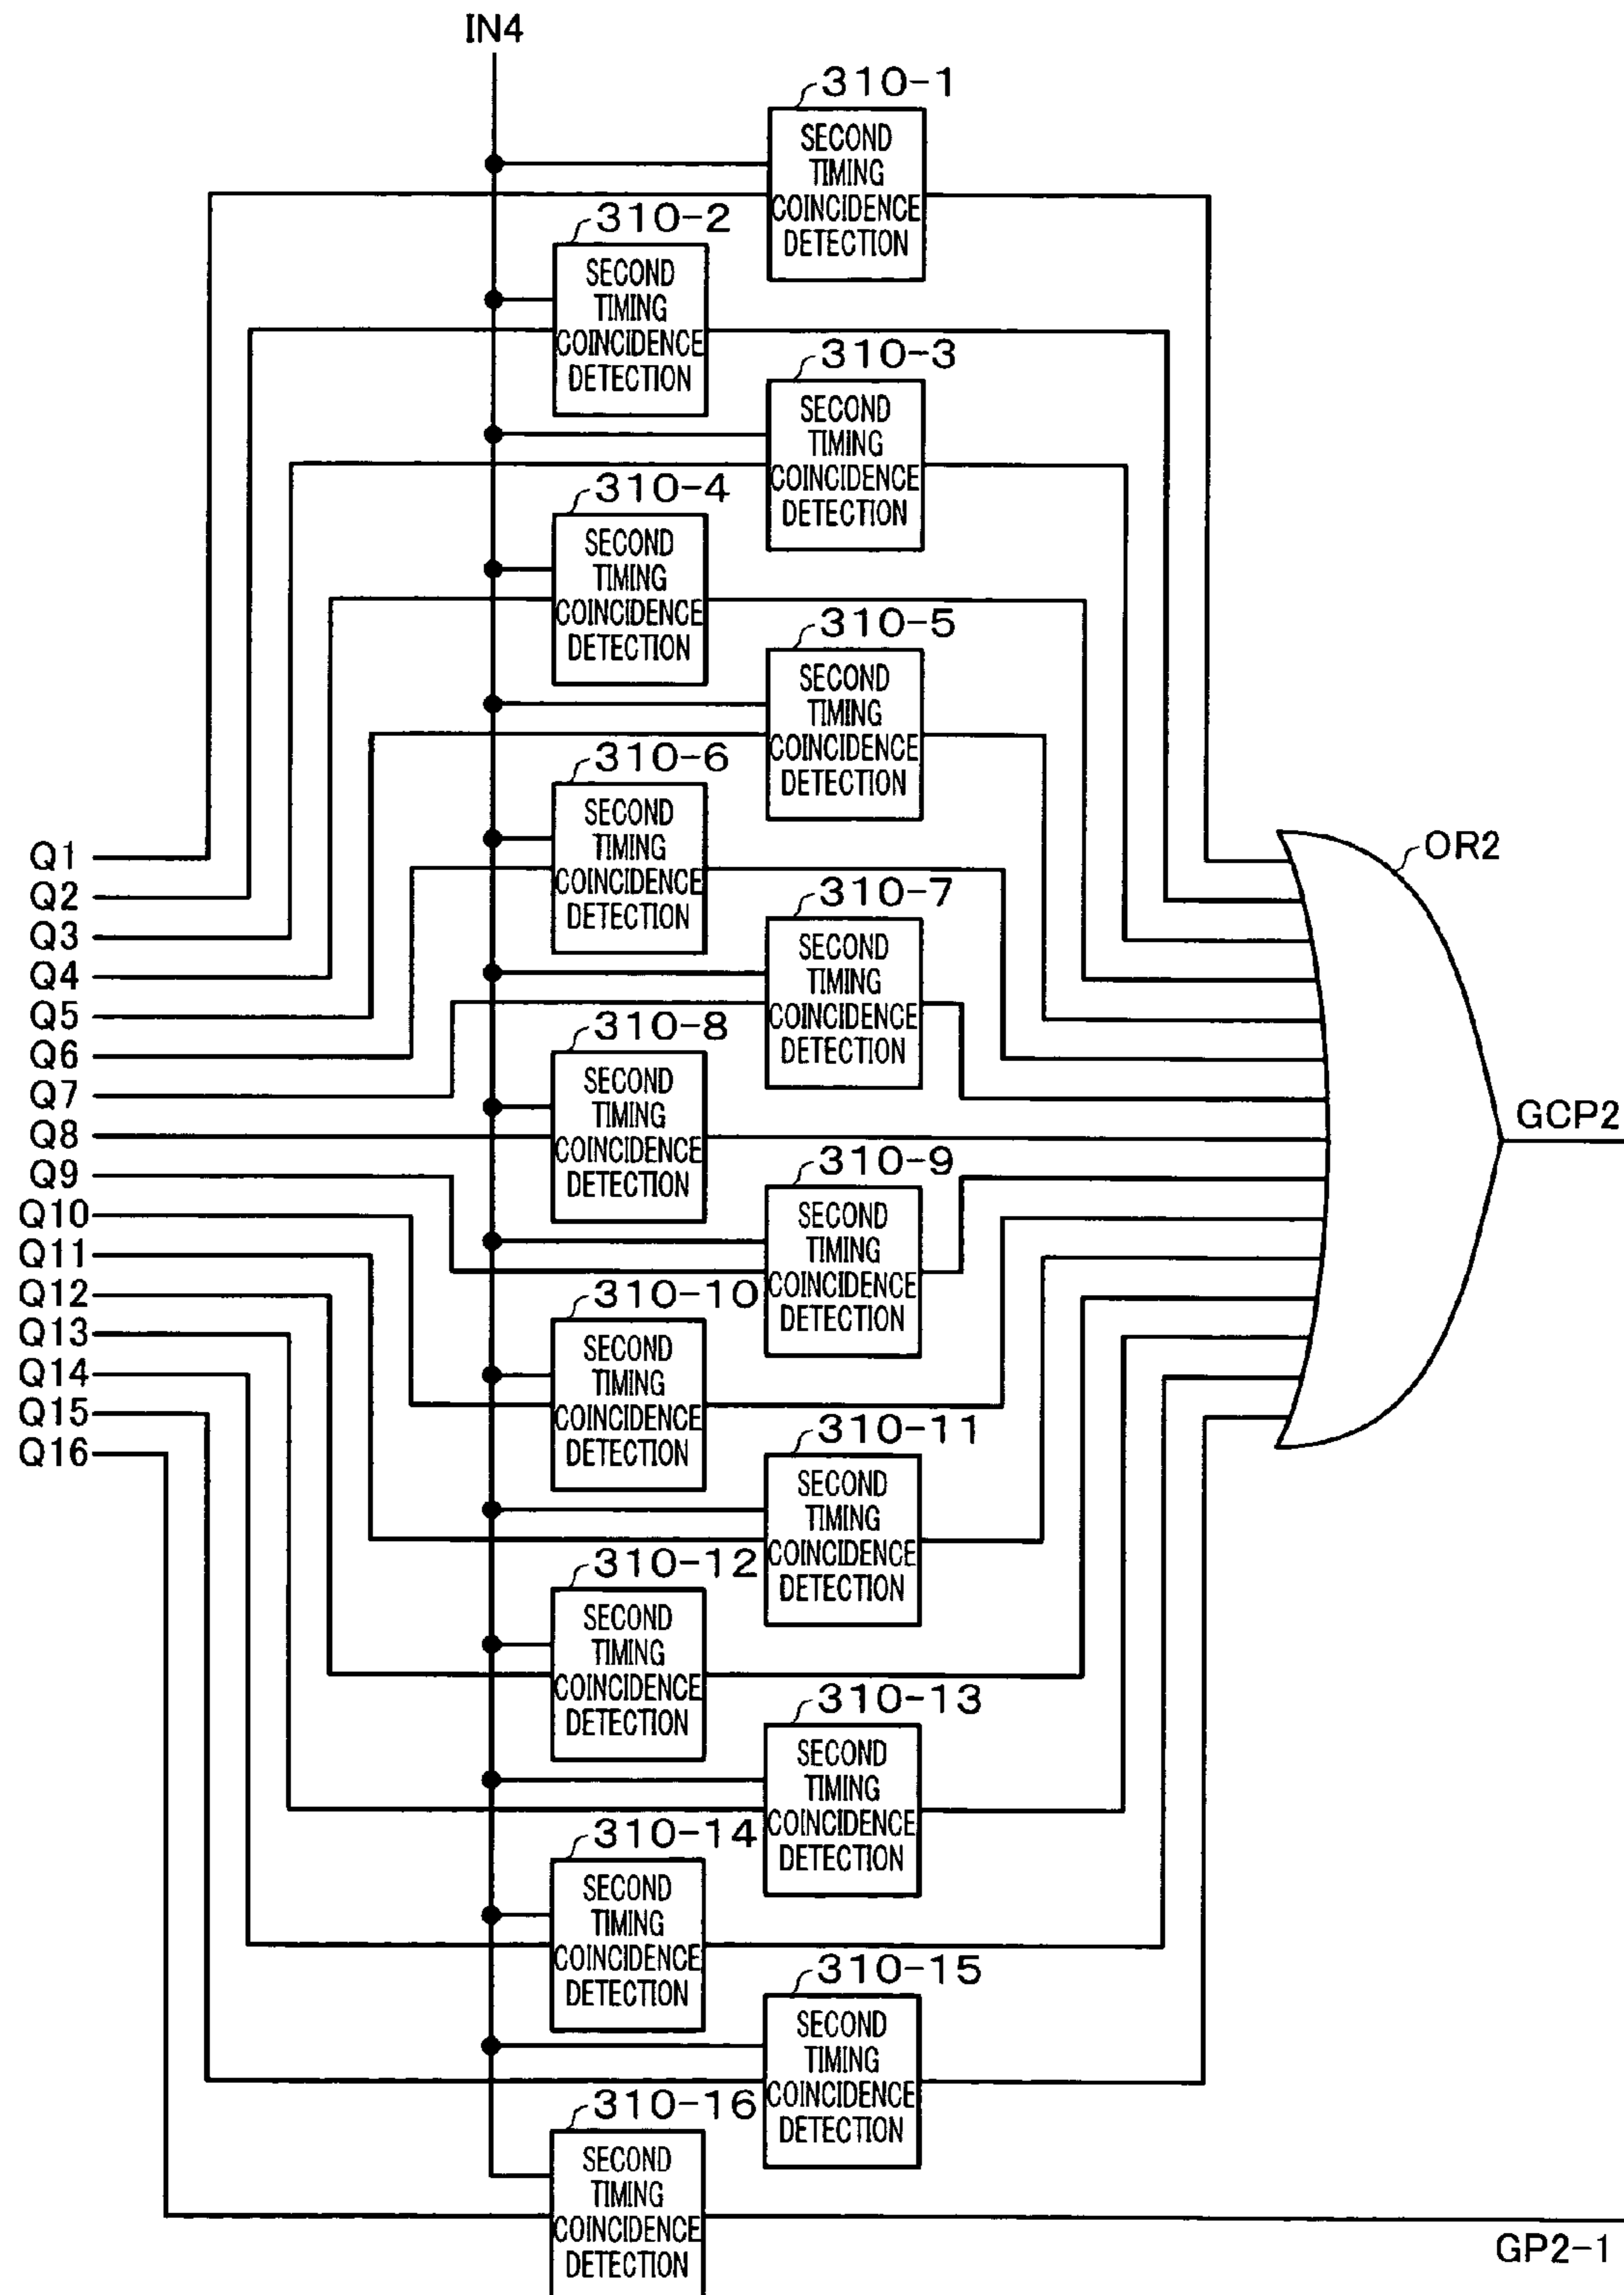 IN4
310-1
SECOND
TIMING
COINCIDENCE
DETECTION
310-2
SECOND
TIMING
COINCIDENCE
DETECTION
310-3
SECOND
TIMING
COINCIDENCE
DETECTION
310-4
SECOND
TIMING
COINCIDENCE
DETECTION
310-5
SECOND
TIMING
COINCIDENCE
DETECTION
310-6
SECOND
TIMING
COINCIDENCE
DETECTION
310-7
SECOND
TIMING
COINCIDENCE
DETECTION
310-8
SECOND
TIMING
COINCIDENCE
DETECTION
310-9
SECOND
TIMING
COINCIDENCE
DETECTION
310-10
SECOND
TIMING
COINCIDENCE
DETECTION
310-11
SECOND
TIMING
COINCIDENCE
DETECTION
310-12
SECOND
TIMING
COINCIDENCE
DETECTION
310-13
SECOND
TIMING
COINCIDENCE
DETECTION
310-14
SECOND
TIMING
COINCIDENCE
DETECTION
310-15
SECOND
TIMING
COINCIDENCE
DETECTION
310-16
SECOND
TIMING
COINCIDENCE
DETECTION
Q1
Q2
Q3
Q4
Q5
Q6
Q7
Q8
Q9
Q10
Q11
Q12
Q13
Q14
Q15
Q16
OR2
GCP2
GP2-1